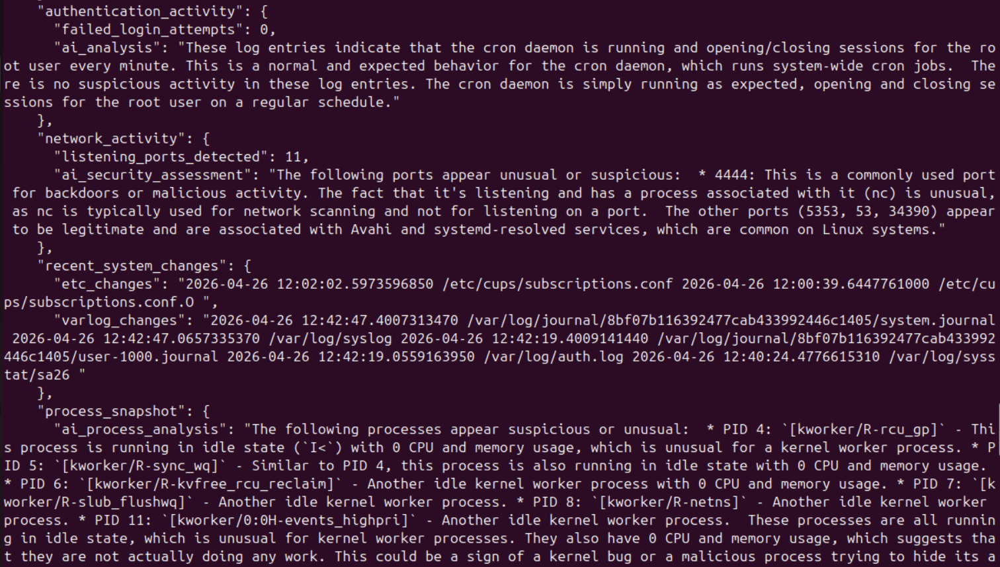 "authentication_activity": {
      "failed_login_attempts": 0,
      "ai_analysis": "These log entries indicate that the cron daemon is running and opening/closing sessions for the ro
ot user every minute. This is a normal and expected behavior for the cron daemon, which runs system-wide cron jobs.  The
re is no suspicious activity in these log entries. The cron daemon is simply running as expected, opening and closing se
ssions for the root user on a regular schedule."
    },
    "network_activity": {
      "listening_ports_detected": 11,
      "ai_security_assessment": "The following ports appear unusual or suspicious:  * 4444: This is a commonly used port
 for backdoors or malicious activity. The fact that it's listening and has a process associated with it (nc) is unusual,
 as nc is typically used for network scanning and not for listening on a port.  The other ports (5353, 53, 34390) appear
 to be legitimate and are associated with Avahi and systemd-resolved services, which are common on Linux systems."
    },
    "recent_system_changes": {
      "etc_changes": "2026-04-26 12:02:02.5973596850 /etc/cups/subscriptions.conf 2026-04-26 12:00:39.6447761000 /etc/cu
ps/subscriptions.conf.O ",
      "varlog_changes": "2026-04-26 12:42:47.4007313470 /var/log/journal/8bf07b116392477cab433992446c1405/system.journal
 2026-04-26 12:42:47.0657335370 /var/log/syslog 2026-04-26 12:42:19.4009141440 /var/log/journal/8bf07b116392477cab433992
446c1405/user-1000.journal 2026-04-26 12:42:19.0559163950 /var/log/auth.log 2026-04-26 12:40:24.4776615310 /var/log/syss
tat/sa26 "
    },
    "process_snapshot": {
      "ai_process_analysis": "The following processes appear suspicious or unusual:  * PID 4: `[kworker/R-rcu_gp]` - Thi
s process is running in idle state (`I<`) with 0 CPU and memory usage, which is unusual for a kernel worker process. * P
ID 5: `[kworker/R-sync_wq]` - Similar to PID 4, this process is also running in idle state with 0 CPU and memory usage.
* PID 6: `[kworker/R-kvfree_rcu_reclaim]` - Another idle kernel worker process with 0 CPU and memory usage. * PID 7: `[k
worker/R-slub_flushwq]` - Another idle kernel worker process. * PID 8: `[kworker/R-netns]` - Another idle kernel worker
process. * PID 11: `[kworker/0:0H-events_highpri]` - Another idle kernel worker process.  These processes are all runnin
g in idle state, which is unusual for kernel worker processes. They also have 0 CPU and memory usage, which suggests tha
t they are not actually doing any work. This could be a sign of a kernel bug or a malicious process trying to hide its a